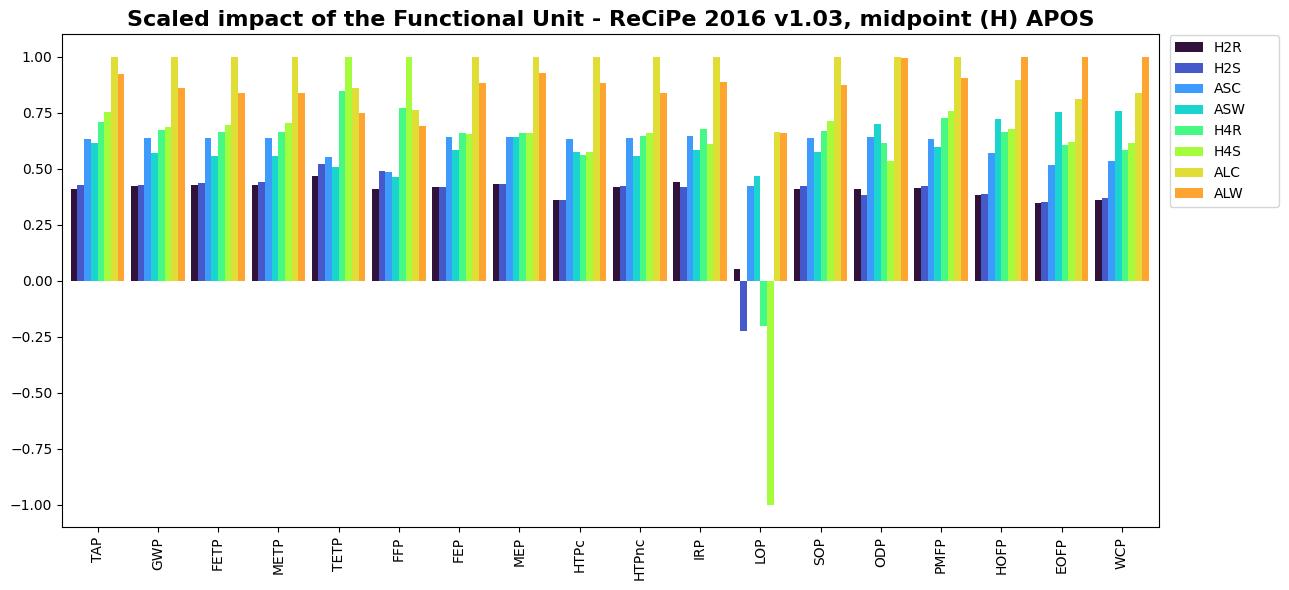 Scaled impact of the Functional Unit - ReCiPe 2016 v1.03, midpoint (H) APOS
1.00
0.75
0.50
0.25
0.00
−0.25
−0.50
−0.75
−1.00
TAP
GWP
FETP
METP
TETP
FFP
FEP
MEP
HTPc
HTPnc
IRP
LOP
SOP
ODP
PMFP
HOFP
EOFP
WCP
H2R
H2S
ASC
ASW
H4R
H4S
ALC
ALW